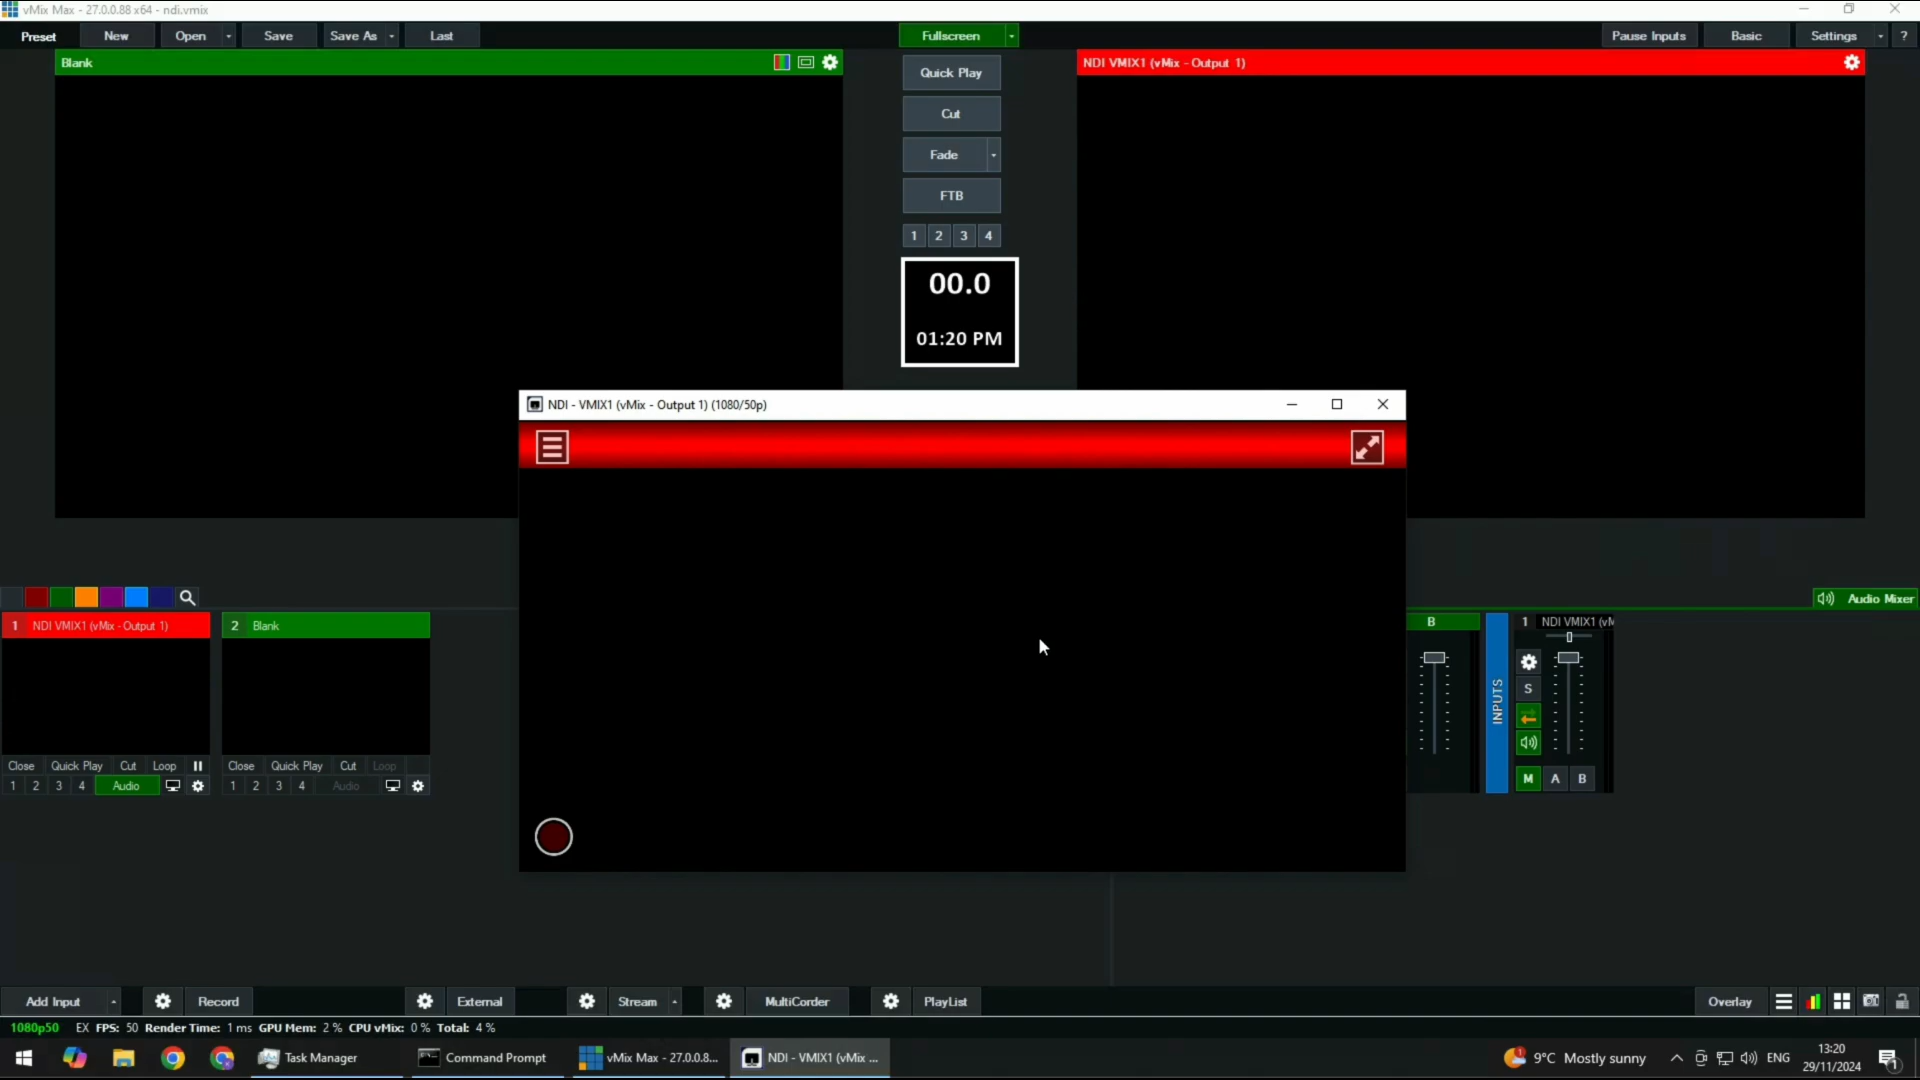 vMix Max - 27.0.0.88 x64 - ndi.vmix
Preset New Open Save Save As Last Fullscreen Pause Inputs Basic Settings ?
Blank
Quick Play
NDI VMIX1 (vMix - Output 1)
Cut
Fade
FTB
1 2 3 4
00.0
01:20 PM
NDI - VMIX1 (vMix - Output 1) (1080/50p)
Audio Mixer
1 NDI VMIX1 (vMix - Output 1)
2 Blank
B
INPUTS
1 NDI VMIX1 (vM
S
M A B
Close Quick Play Cut Loop
1 2 3 4 Audio
Close Quick Play Cut Loop
1 2 3 4 Audio
Add Input Record External Stream MultiCorder PlayList Overlay
1080p50 EX FPS: 50 Render Time: 1 ms GPU Mem: 2 % CPU vMix: 0 % Total: 4 %
Task Manager Command Prompt vMix Max - 27.0.0.8... NDI - VMIX1 (vMix ... 9°C Mostly sunny ENG 13:20
29/11/2024
1